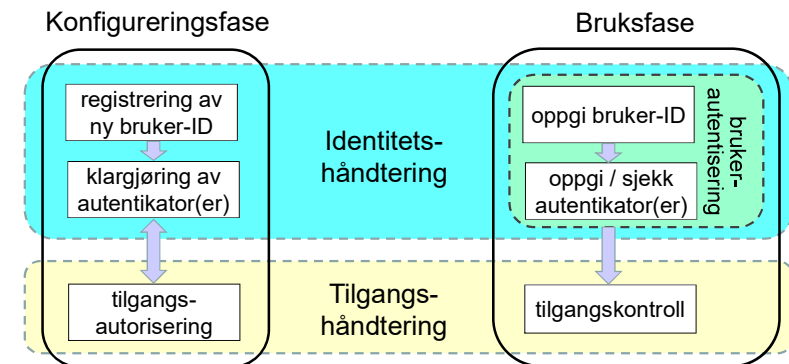 Konfigureringsfase
Bruksfase
registrering av
ny bruker-ID
klargjøring av
autentikator(er)
Identitets-
håndtering
oppgi bruker-ID
oppgi / sjekk
autentikator(er)
bruker-
autentisering
tilgangs-
autorisering
Tilgangs-
håndtering
tilgangskontroll